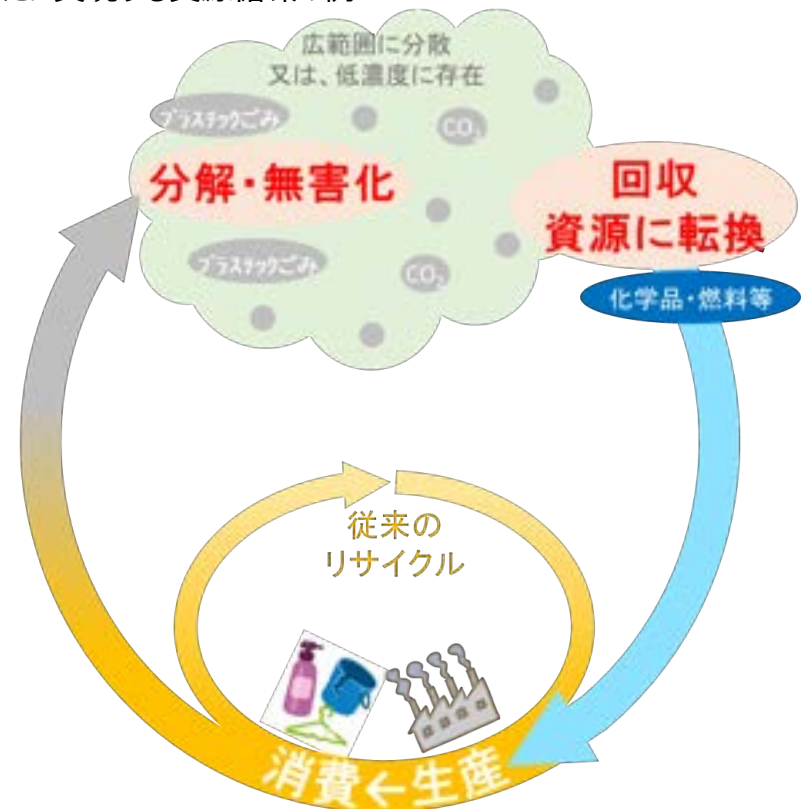 広範囲に分散
又は、低濃度に存在
プラスチックごみ
CO₂
分解・無害化
回収
資源に転換
プラスチックごみ
CO₂
化学品・燃料等
従来の
リサイクル
消費←生産